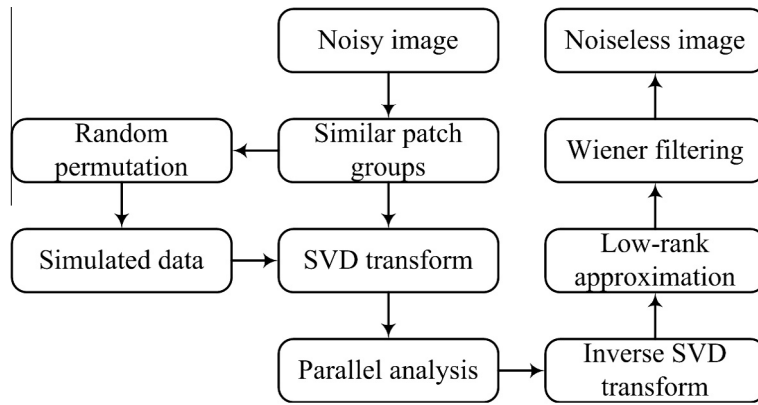 Noisy image
Noiseless image
Random
permutation
Similar patch
groups
Wiener filtering
Simulated data
SVD transform
Low-rank
approximation
Parallel analysis
Inverse SVD
transform